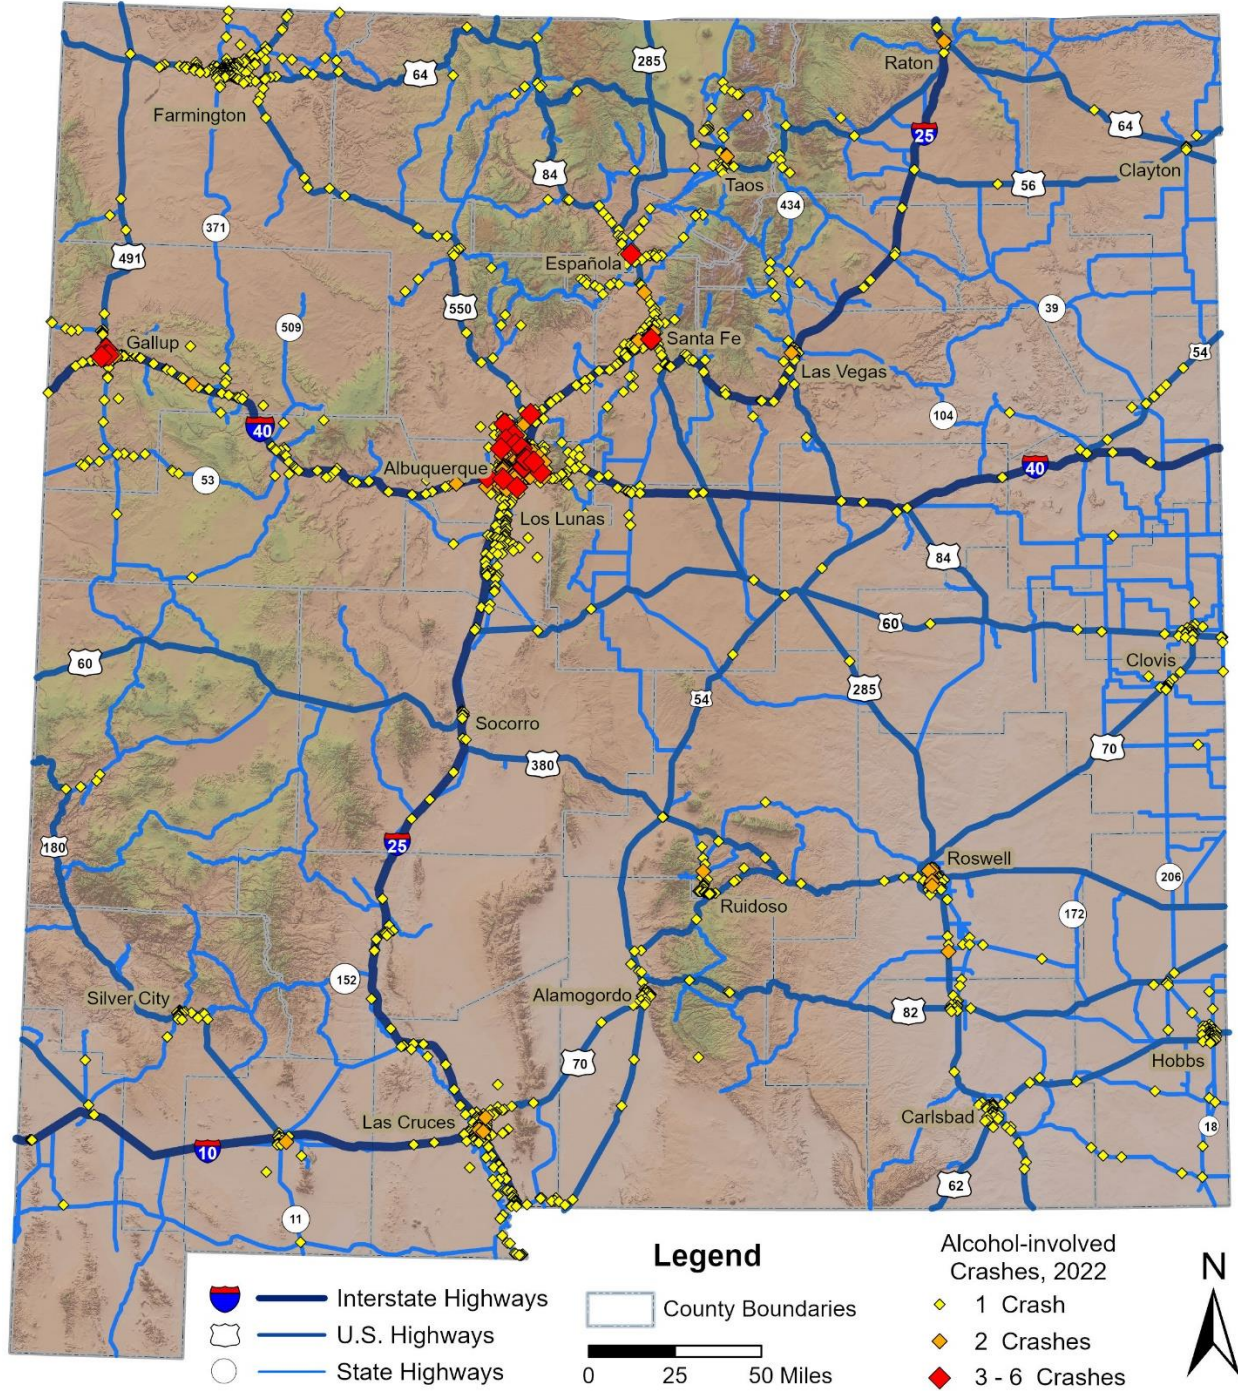 285
Raton
64
Farmington
64
25
84
Taos
56
Clayton
434
371
491
Española
550
39
509
Gallup
Santa Fe
54
Las Vegas
104
40
Albuquerque
40
53
Los Lunas
84
60
Clovis
60
285
54
Socorro
380
70
25
180
Roswell
206
Ruidoso
172
152
Silver City
Alamogordo
82
70
Hobbs
Las Cruces
Carlsbad
18
10
62
11
Legend
Interstate Highways
U.S. Highways
State Highways
County Boundaries
0 25 50 Miles
Alcohol-involved
Crashes, 2022
1 Crash
2 Crashes
3 - 6 Crashes
N